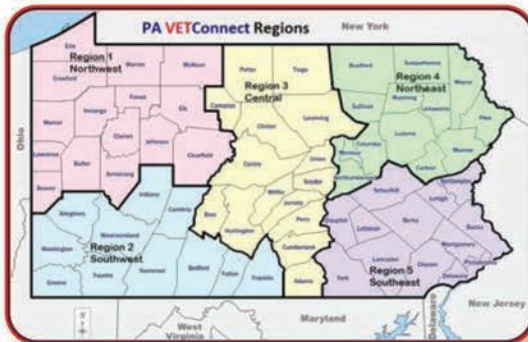 PA VETConnect Regions
New York
Erie
Crawford
Warren
McKean
Region 1
Northwest
Mercer
Venango
Forest
Elk
Clarion
Jefferson
Clearfield
Lawrence
Butler
Armstrong
Beaver
Ohio
Potter
Tioga
Region 3
Central
Cameron
Clinton
Lycoming
Centre
Union
Snyder
Mifflin
Juniata
Perry
Blair
Huntingdon
Cumberland
Adams
Bradford
Susquehanna
Wayne
Region 4
Northeast
Sullivan
Wyoming
Lackawanna
Pike
Luzerne
Columbia
Montour
Monroe
Carbon
Northumberland
Indiana
Cambria
Allegheny
Westmoreland
Washington
Region 2
Southwest
Greene
Fayette
Somerset
Bedford
Fulton
Franklin
Schuylkill
Northampton
Lehigh
Dauphin
Lebanon
Berks
Bucks
Montgomery
Lancaster
Chester
Philadelphia
Delaware
York
Region 5
Southeast
New Jersey
Maryland
Delaware
West
Virginia
N